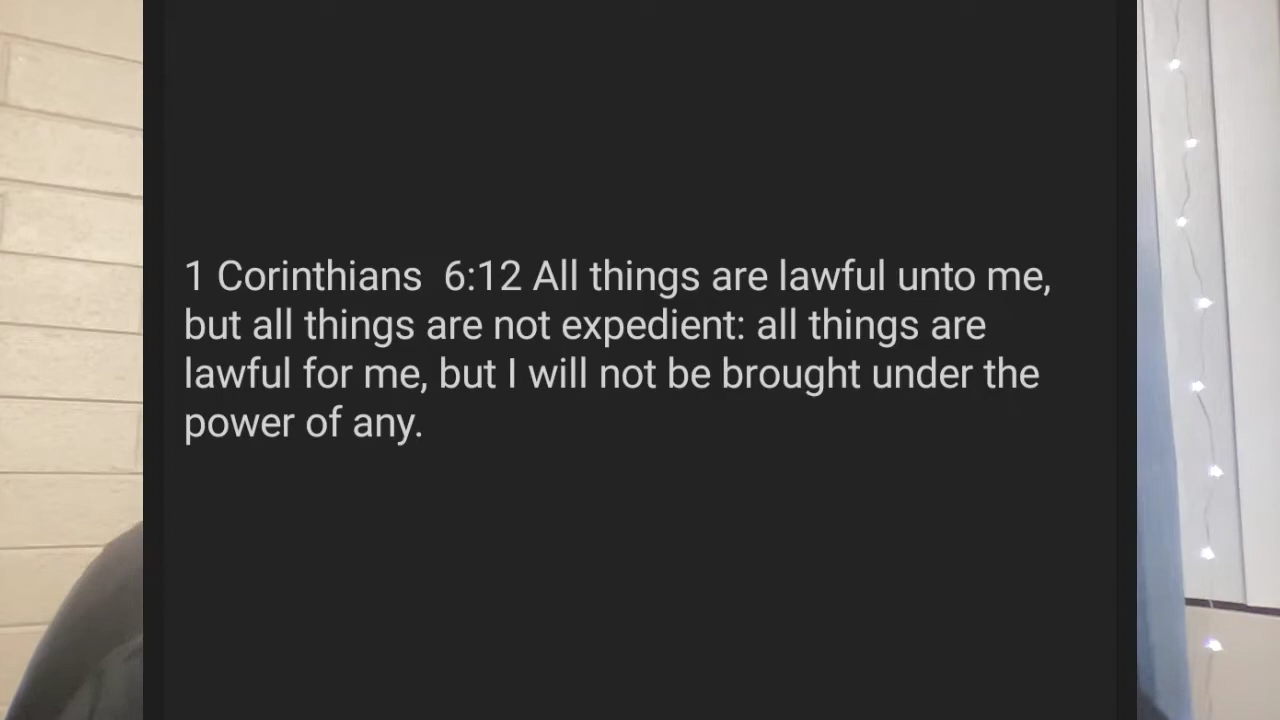 1 Corinthians  6:12 All things are lawful unto me,
but all things are not expedient: all things are
lawful for me, but I will not be brought under the
power of any.